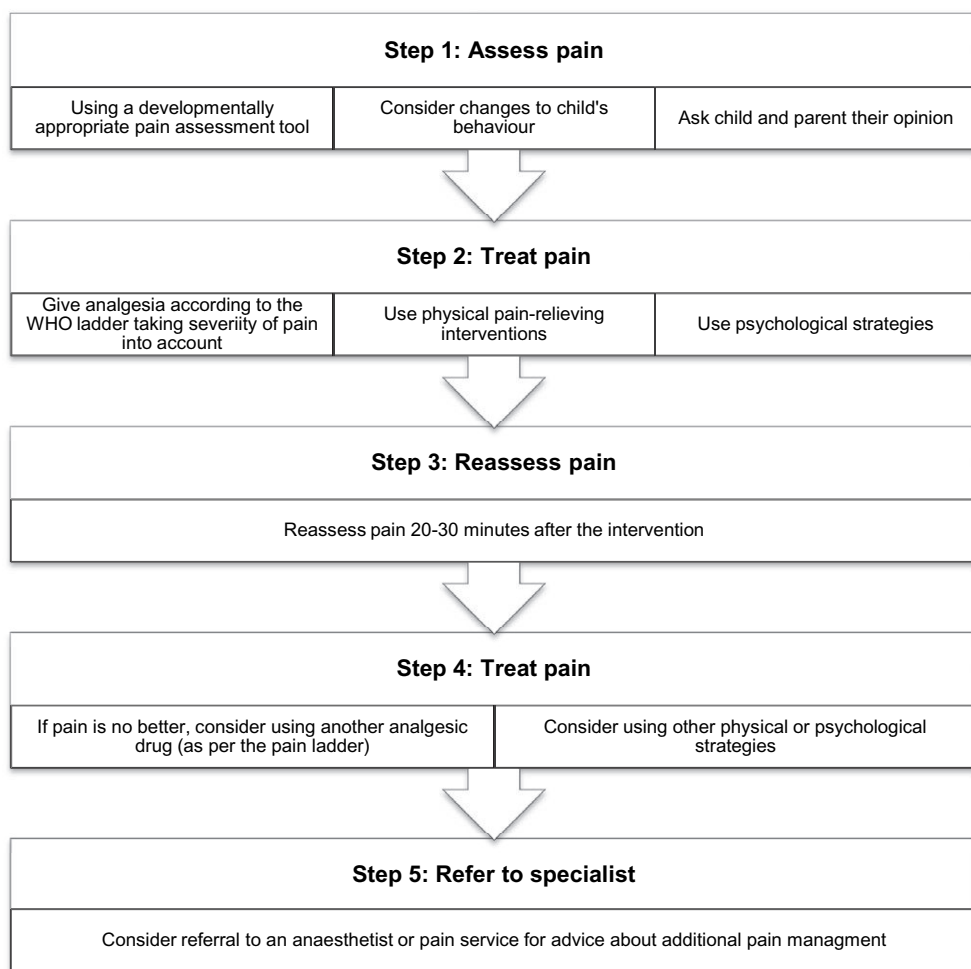 Step 1: Assess pain
Using a developmentally
appropriate pain assessment tool
Consider changes to child's
behaviour
Ask child and parent their opinion
Step 2: Treat pain
Give analgesia according to the
WHO ladder taking severiity of pain
into account
Use physical pain-relieving
interventions
Use psychological strategies
Step 3: Reassess pain
Reassess pain 20-30 minutes after the intervention
Step 4: Treat pain
If pain is no better, consider using another analgesic
drug (as per the pain ladder)
Consider using other physical or psychological
strategies
Step 5: Refer to specialist
Consider referral to an anaesthetist or pain service for advice about additional pain managment